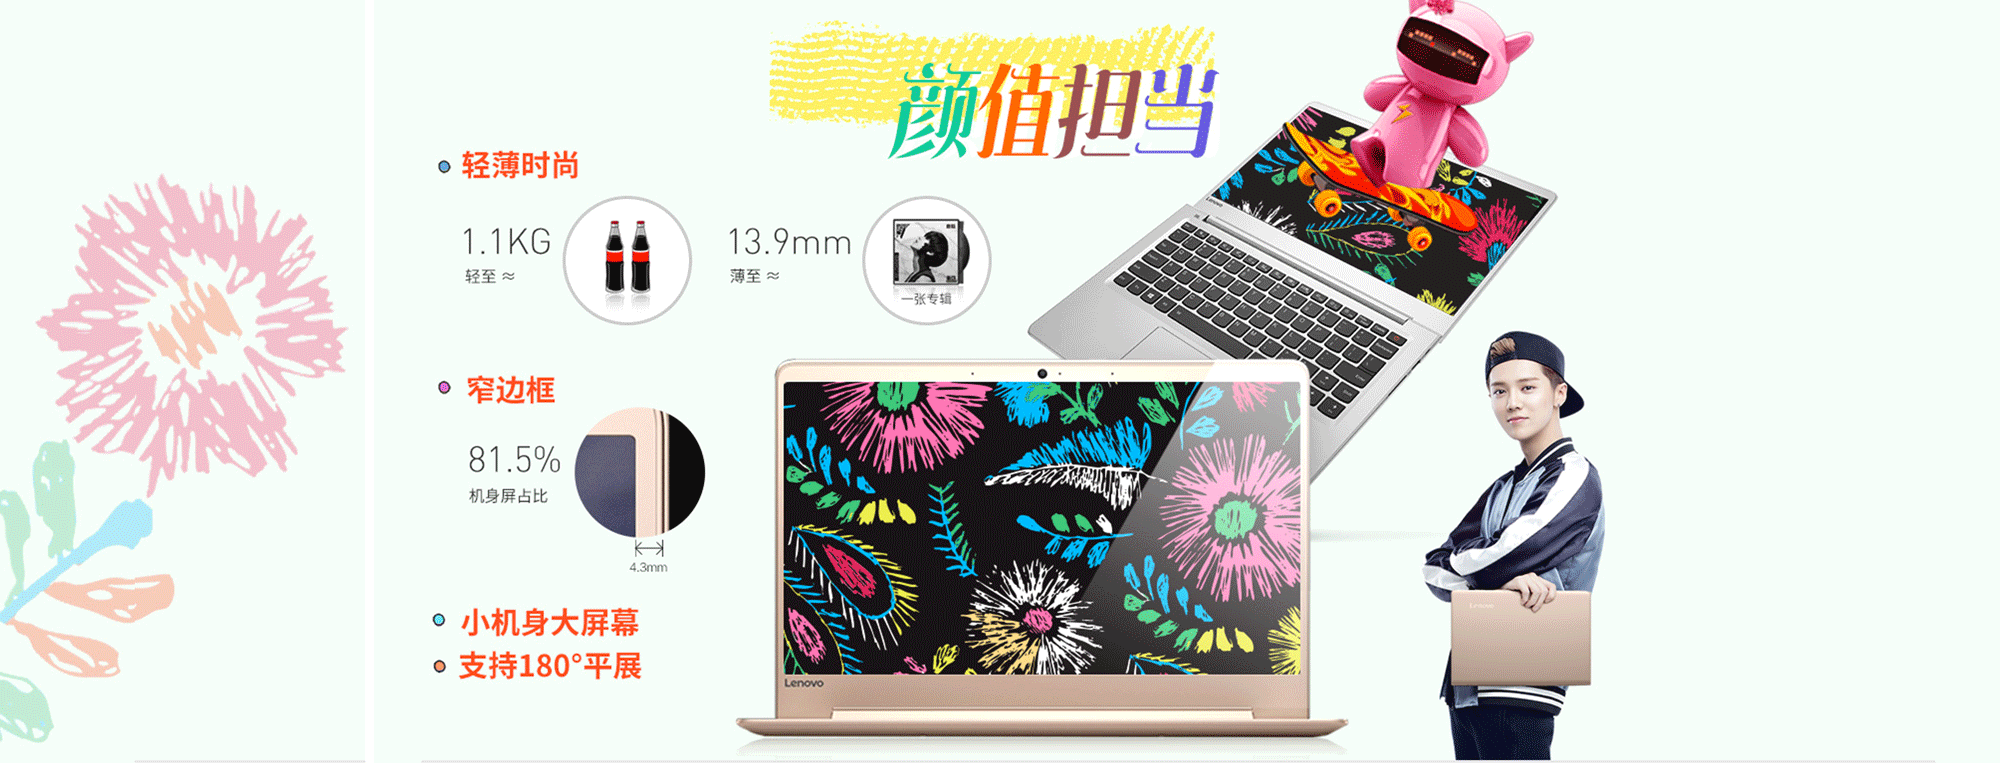 颜值担当
轻薄时尚
1.1KG
轻至 ≈
13.9mm
薄至 ≈
一张专辑
窄边框
81.5%
机身屏占比
4.3mm
小机身大屏幕
支持180°平展
Lenovo
Lenovo
Lenovo